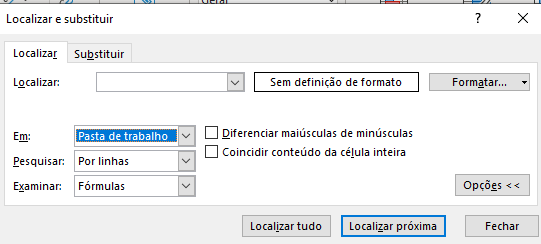 Localizar e substituir
Localizar
Substituir
Localizar:
Sem definição de formato
Formatar...
Em:
Pasta de trabalho
Diferenciar maiúsculas de minúsculas
Pesquisar:
Por linhas
Coincidir conteúdo da célula inteira
Examinar:
Fórmulas
Opções <<
Localizar tudo
Localizar próxima
Fechar